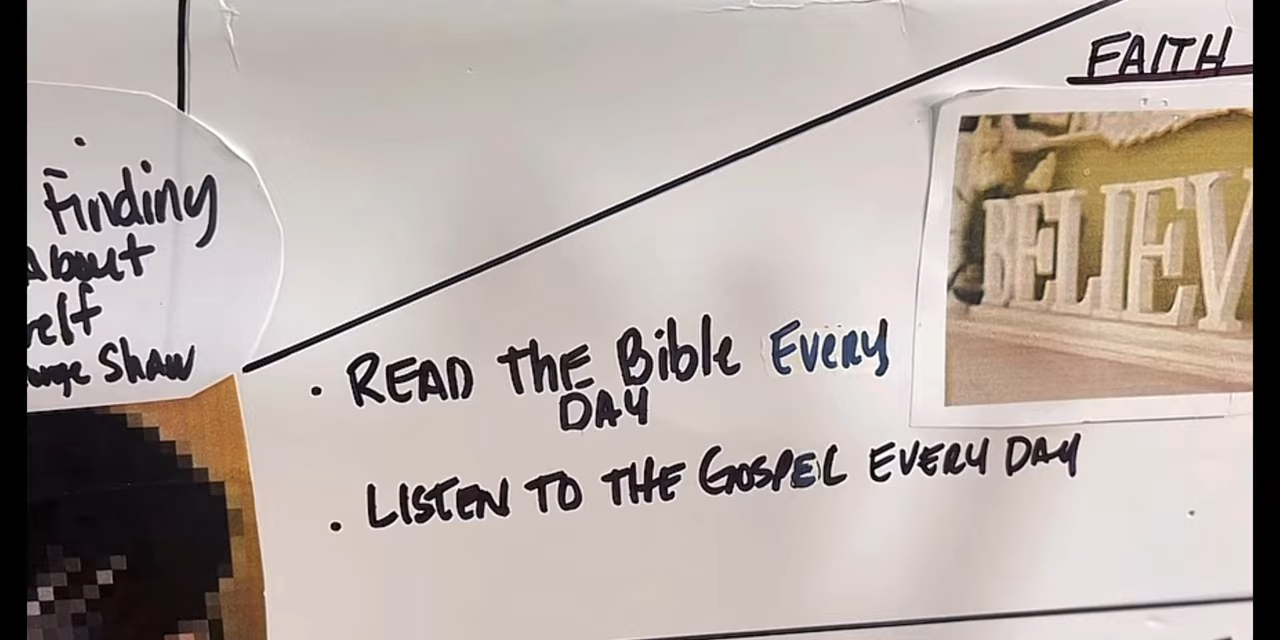 FAITH
BELIEV
Finding
About
elf
Shaw
• READ THE Bible EVERY
DAY
• LISTEN TO THE GOSPEL EVERY DAY